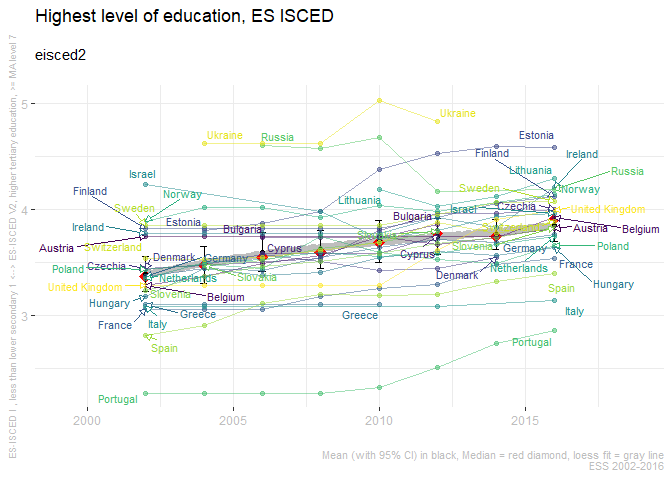 Highest level of education, ES ISCED
eisced2
ES-ISCED I , less than lower secondary - ES-ISCED V2, higher tertiary education, >= MA level 7
5
4
3
Ukraine
Russia
Ukraine
Estonia
Finland
Ireland
Israel
Lithuania
Russia
Finland
Norway
Sweden
Norway
Lithuania
Sweden
Israel
Czechia
United Kingdom
Estonia
Bulgaria
Ireland
Bulgaria
Austria
Belgium
Austria
Switzerland
Cyprus
Slovenia
Poland
Denmark
Germany
Cyprus
Germany
Czechia
France
Poland
Netherlands
Netherlands
Slovakia
Denmark
Hungary
United Kingdom
Slovenia
Belgium
Spain
Hungary
Greece
Greece
Italy
France
Italy
Spain
Portugal
Portugal
2000
2005
2010
2015
Mean (with 95% CI) in black, Median = red diamond, loess fit = gray line
ESS 2002-2016